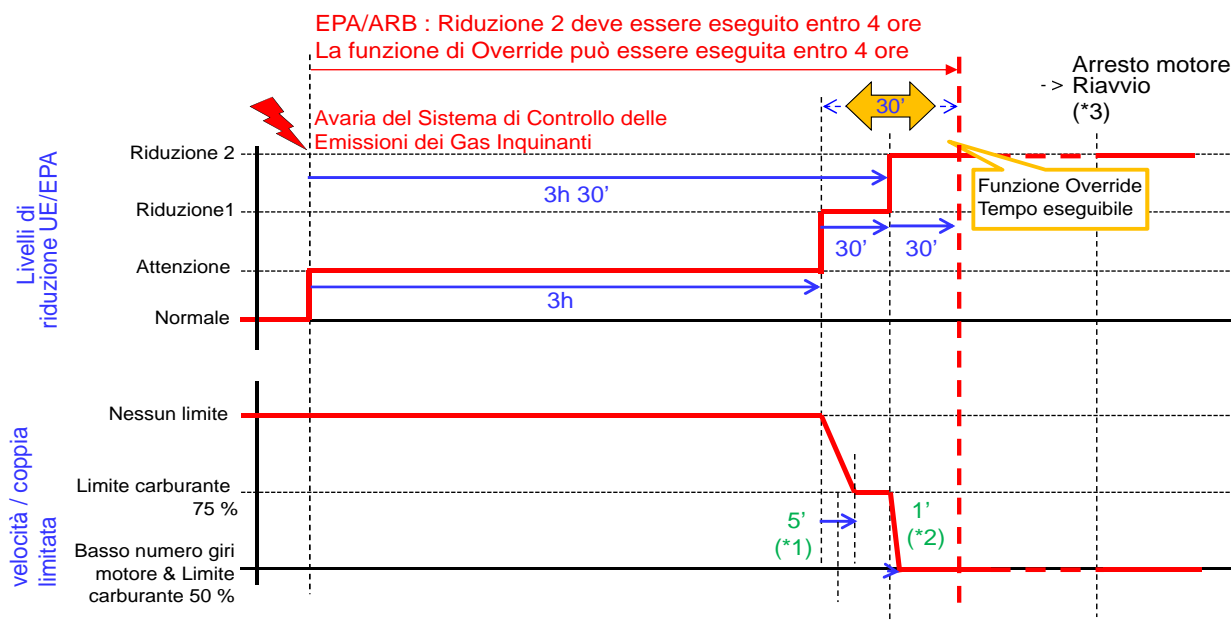 EPA/ARB : Riduzione 2 deve essere eseguito entro 4 ore
La funzione di Override può essere eseguita entro 4 ore
Arresto motore
- > Riavvio
(*3)
30’
Avaria del Sistema di Controllo delle
Emissioni dei Gas Inquinanti
Livelli di
riduzione UE/EPA
Riduzione 2
3h 30’
Funzione Override
Tempo eseguibile
Riduzione1
30’
30’
Attenzione
3h
Normale
velocità / coppia
limitata
Nessun limite
Limite carburante
75 %
5’
(*1)
1’
(*2)
Basso numero giri
motore & Limite
carburante 50 %